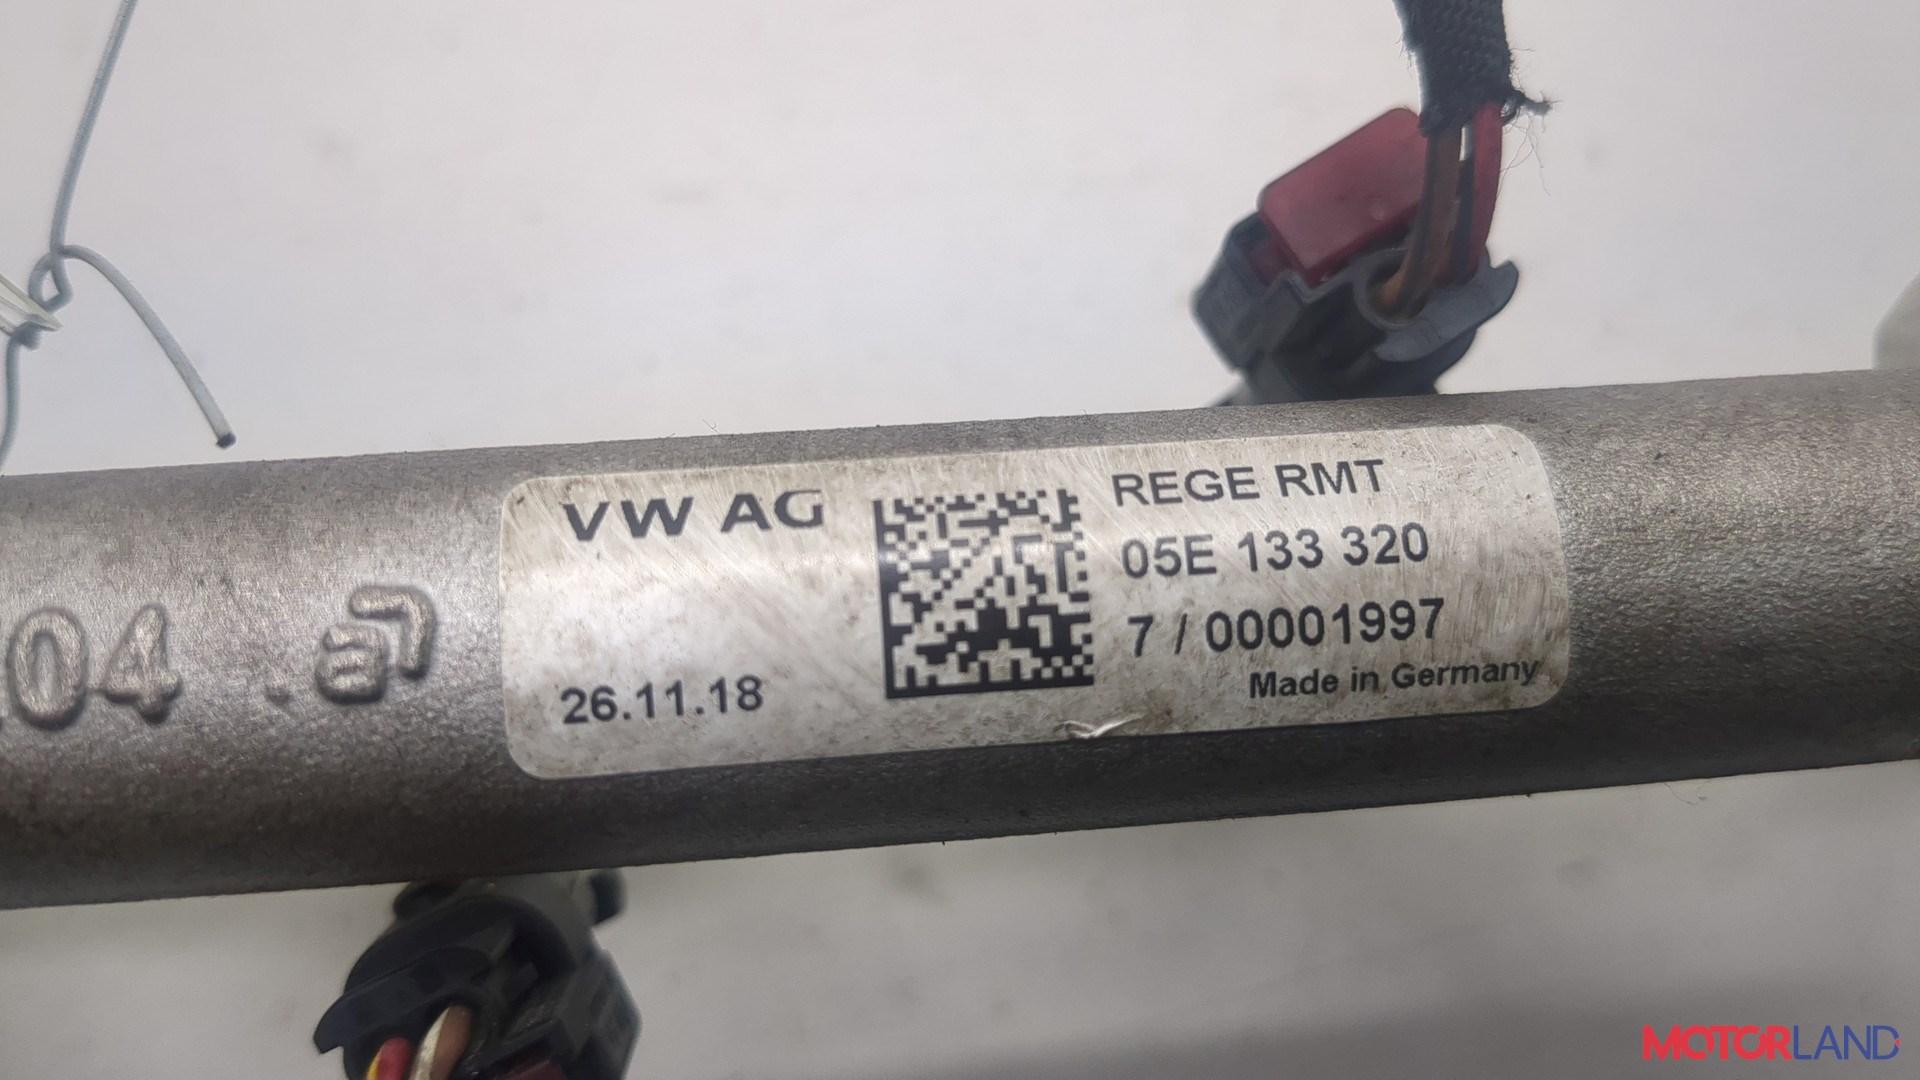 VW AG
26.11.18
REGE RMT
05E 133 320
7 / 00001997
Made in Germany
04
MOTORLAND